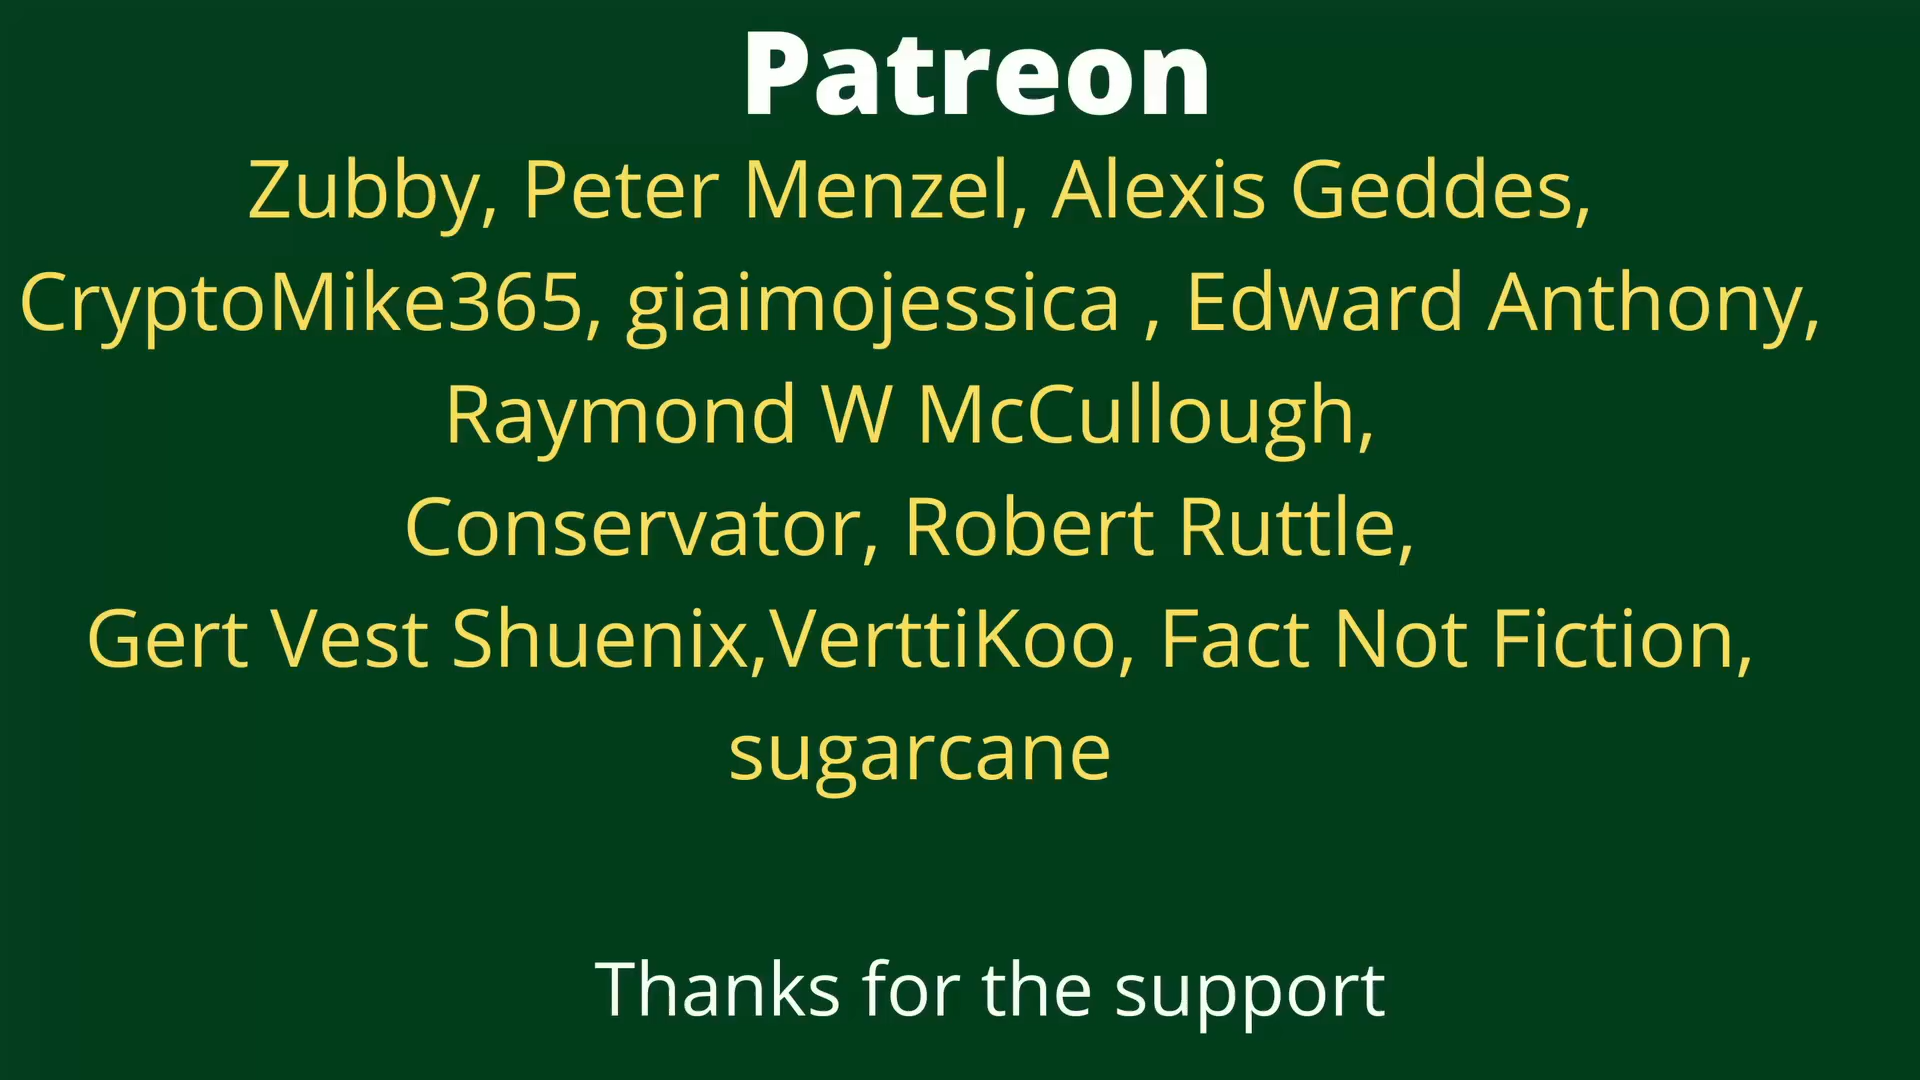 Patreon
Zubby, Peter Menzel, Alexis Geddes,
CryptoMike365, giaimojessica , Edward Anthony,
Raymond W McCullough,
Conservator, Robert Ruttle,
Gert Vest Shuenix,VerttiKoo, Fact Not Fiction,
sugarcane
Thanks for the support